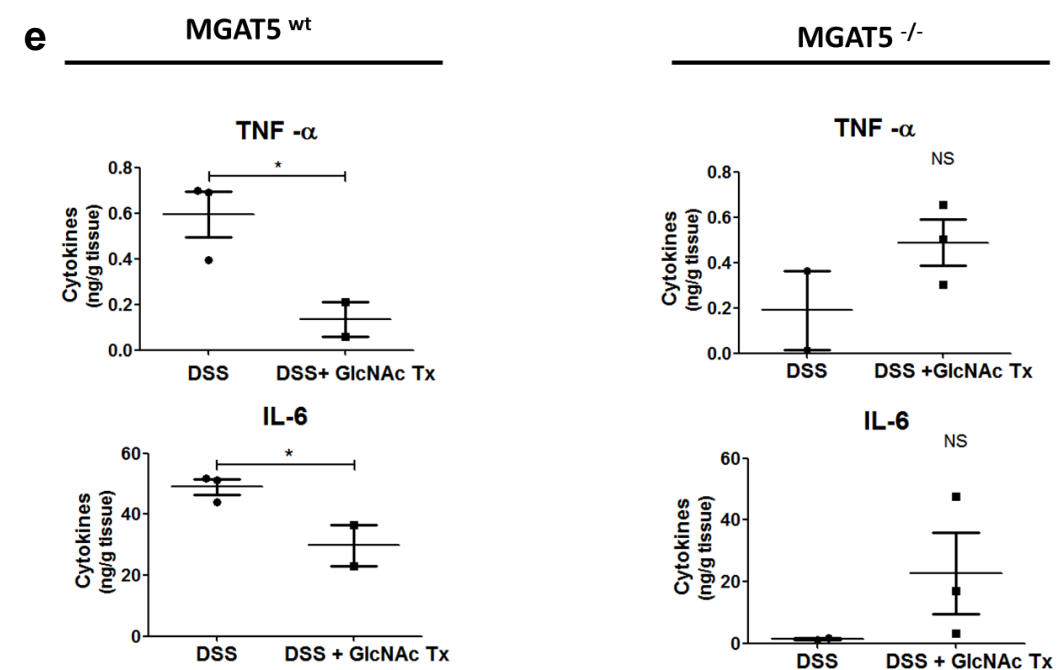 e
MGAT5 wt
MGAT5 -/-
TNF -α
*
0.8
0.6
0.4
0.2
0.0
Cytokines
(ng/g tissue)
DSS
DSS+ GlcNAc Tx
TNF -α
NS
0.8
0.6
0.4
0.2
0.0
Cytokines
(ng/g tissue)
DSS
DSS +GlcNAc Tx
IL-6
*
60
40
20
0
Cytokines
(ng/g tissue)
DSS
DSS + GlcNAc Tx
IL-6
NS
60
40
20
0
Cytokines
(ng/g tissue)
DSS
DSS + GlcNAc Tx